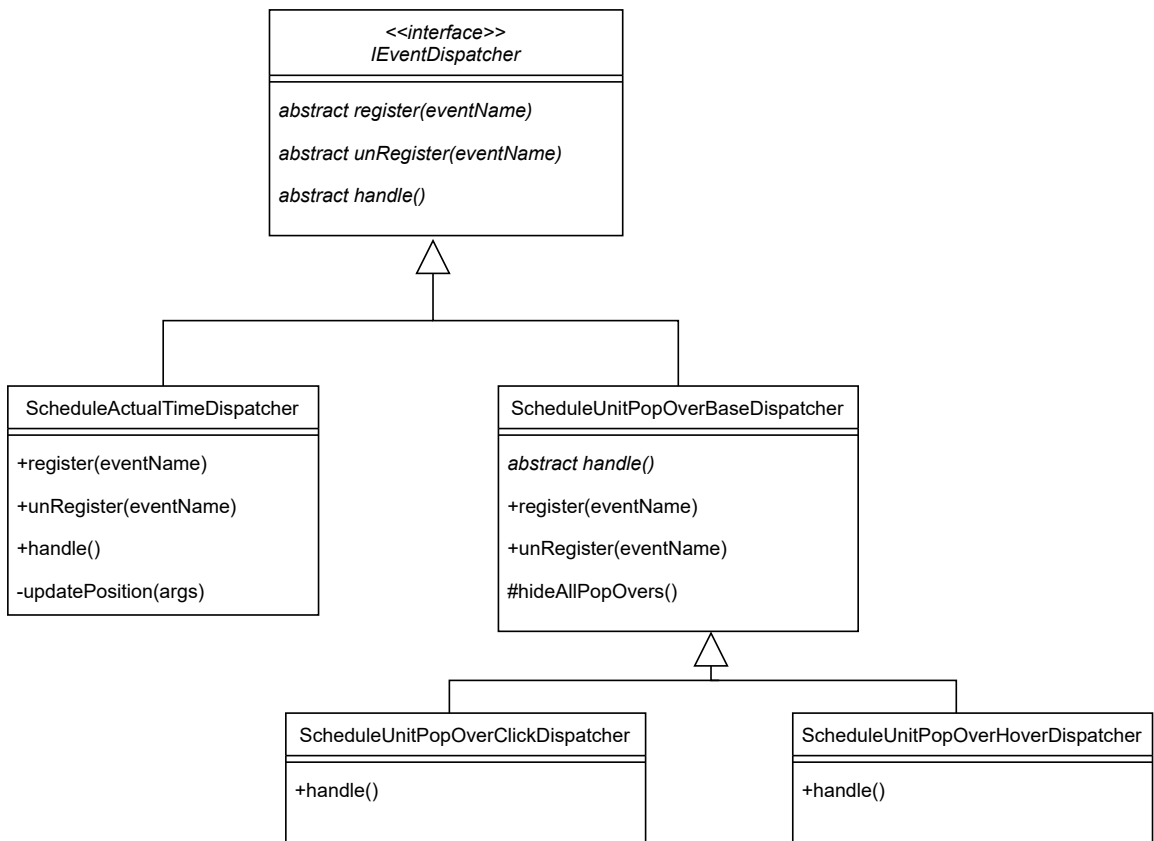 <<interface>>
IEventDispatcher
abstract register(eventName)
abstract unRegister(eventName)
abstract handle()
ScheduleActualTimeDispatcher
+register(eventName)
+unRegister(eventName)
+handle()
-updatePosition(args)
ScheduleUnitPopOverBaseDispatcher
abstract handle()
+register(eventName)
+unRegister(eventName)
#hideAllPopOvers()
ScheduleUnitPopOverClickDispatcher
+handle()
ScheduleUnitPopOverHoverDispatcher
+handle()